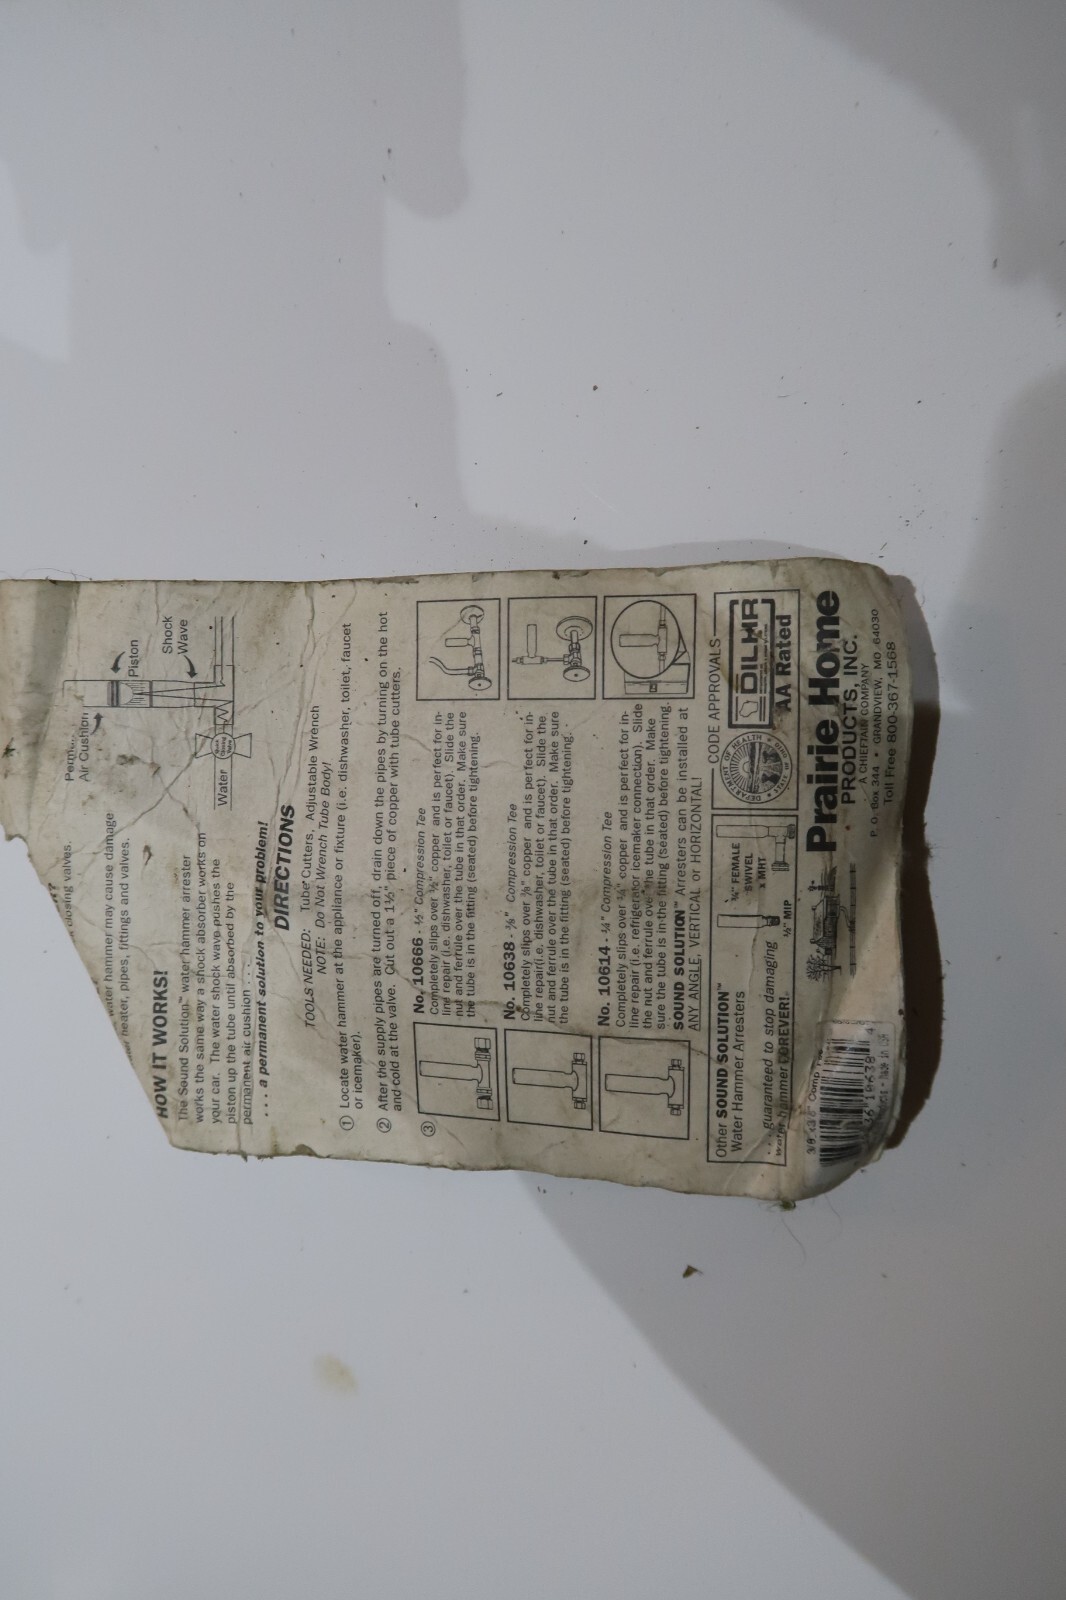 closing valves.
water hammer may cause damage
heater, pipes, fittings and valves.
Air Cushion
Piston
Shock
Wave
Water
HOW IT WORKS!
The Sound Solution™ water hammer arrester
works the same way a shock absorber works on
your car. The water shock wave pushes the
piston up the tube until absorbed by the
permanent air cushion . . . .
. . . a permanent solution to your problem!
DIRECTIONS
TOOLS NEEDED: Tube Cutters, Adjustable Wrench
NOTE: Do Not Wrench Tube Body!
① Locate water hammer at the appliance or fixture (i.e. dishwasher, toilet, faucet
or icemaker).
② After the supply pipes are turned off, drain down the pipes by turning on the hot
and cold at the valve. Cut out a 1½" piece of copper with tube cutters.
③
No. 10666 - ½" Compression Tee
Completely slips over ½" copper and is perfect for in-
line repair (i.e. dishwasher, toilet or faucet). Slide the
nut and ferrule over the tube in that order. Make sure
the tube is in the fitting (seated) before tightening.
No. 10638 - ⅜" Compression Tee
Completely slips over ⅜" copper and is perfect for in-
line repair(i.e. dishwasher, toilet or faucet). Slide the
nut and ferrule over the tube in that order. Make sure
the tube is in the fitting (seated) before tightening.
No. 10614 - ¼" Compression Tee
Completely slips over ¼" copper and is perfect for in-
line repair (i.e. refrigerator icemaker connection). Slide
the nut and ferrule over the tube in that order. Make
sure the tube is in the fitting (seated) before tightening.
SOUND SOLUTION™ Arresters can be installed at
ANY ANGLE, VERTICAL or HORIZONTAL!
Other SOUND SOLUTION™
Water Hammer Arresters
. . . guaranteed to stop damaging
water hammer FOREVER!
½" MIP
¾" FEMALE
SWIVEL
x MHT
CODE APPROVALS
DEPARTMENT OF HEALTH
DILHR
AA Rated
3/8 Comp
10638 4
Prairie Home
PRODUCTS, INC.
A CHIEFTAIN COMPANY
P.O. Box 344 • GRANDVIEW, MO 64030
Toll Free 800-367-1568